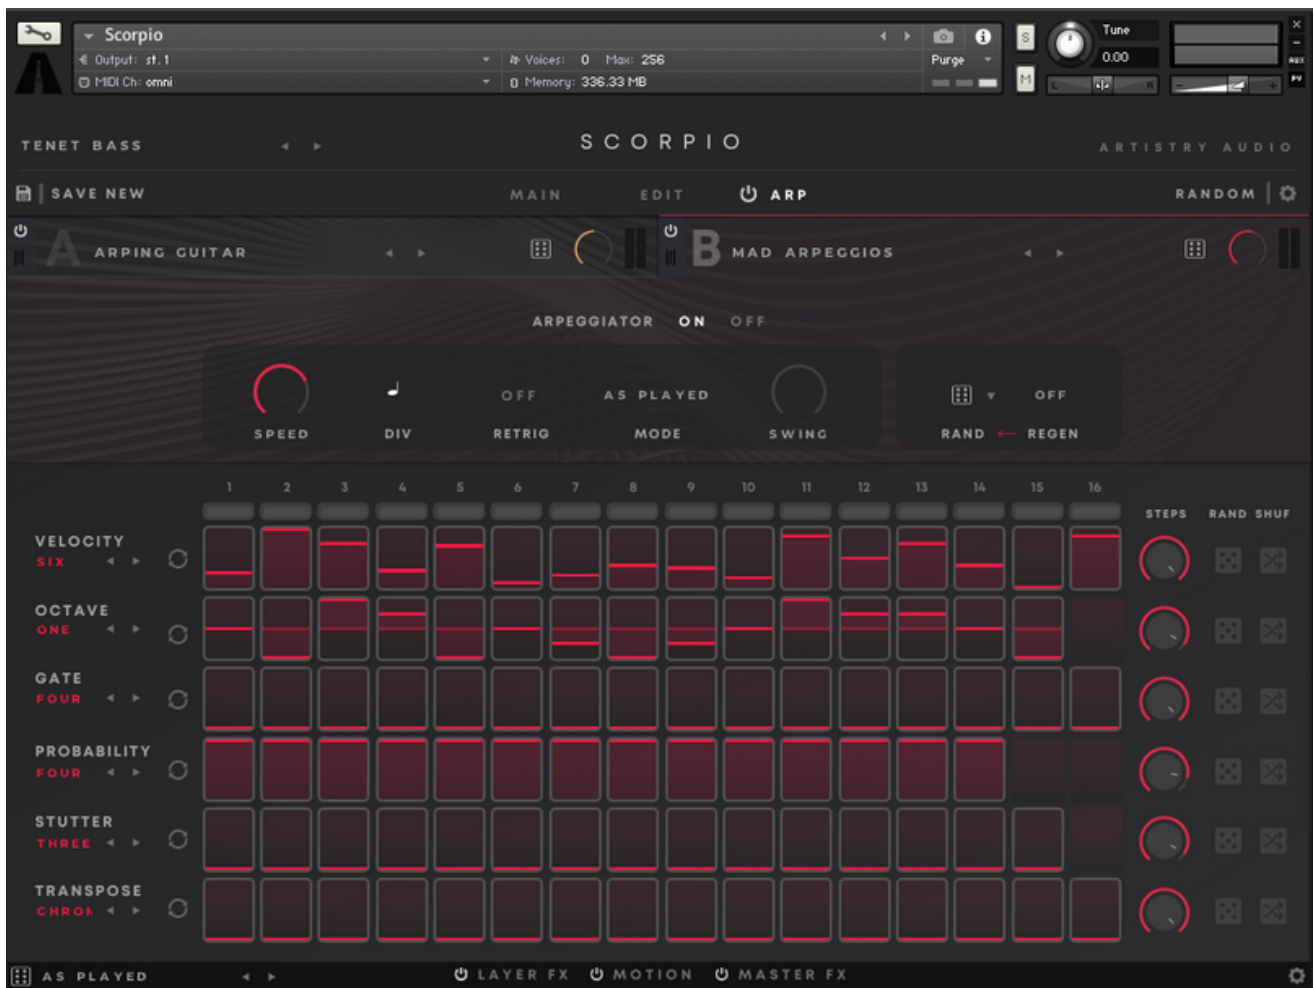 Scorpio
Output: st. 1
Voices: 0 Max: 256
Purge
MIDI Ch: omni
Memory: 336.33 MB
S
M
Tune
0.00
L R
- +
×
-
AUX
PV
TENET BASS
SCORPIO
ARTISTRY AUDIO
SAVE NEW
MAIN EDIT ARP
RANDOM
A ARPING GUITAR
B MAD ARPEGGIOS
ARPEGGIATOR ON OFF
OFF AS PLAYED OFF
SPEED DIV RETRIG MODE SWING RAND ← REGEN
1 2 3 4 5 6 7 8 9 10 11 12 13 14 15 16
STEPS RAND SHUF
VELOCITY
SIX
OCTAVE
ONE
GATE
FOUR
PROBABILITY
FOUR
STUTTER
THREE
TRANSPOSE
CHRON
AS PLAYED
LAYER FX MOTION MASTER FX